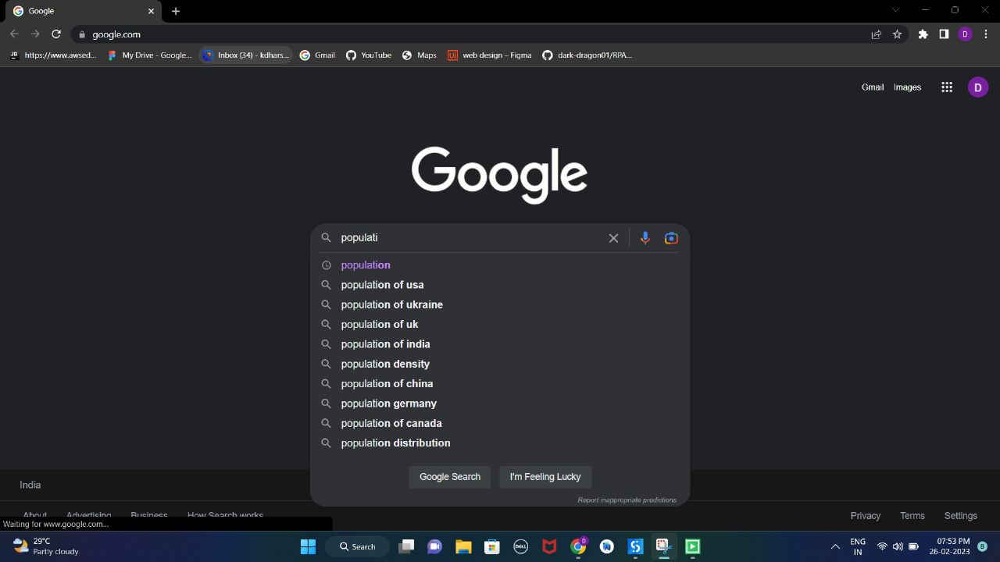 Google
google.com
https://www.awsed...
My Drive - Google...
Inbox (34) - kdhars...
Gmail
YouTube
Maps
web design – Figma
dark-dragon01/RPA...
D
Gmail Images
D
Google
populati
population
population of usa
population of ukraine
population of uk
population of india
population density
population of china
population germany
population of canada
population distribution
Google Search
I'm Feeling Lucky
Report inappropriate predictions
India
About Advertising Business How Search works
Privacy Terms Settings
Waiting for www.google.com...
29°C
Partly cloudy
Search
DELL
ENG
IN
07:53 PM
26-02-2023
8